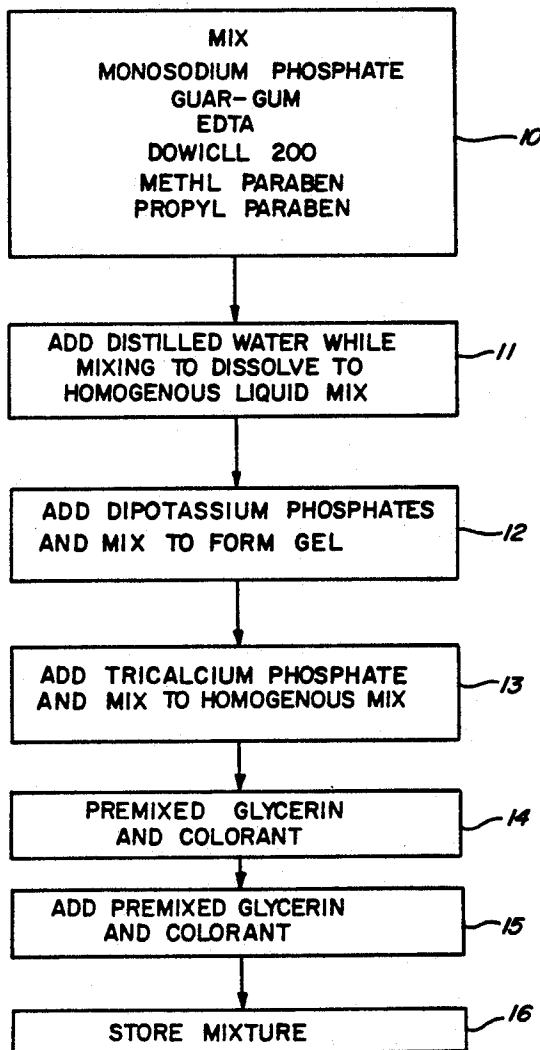 MIX
MONOSODIUM PHOSPHATE
GUAR-GUM
EDTA
DOWICLL 200
METHL PARABEN
PROPYL PARABEN
10
ADD DISTILLED WATER WHILE
MIXING TO DISSOLVE TO
HOMOGENOUS LIQUID MIX
11
ADD DIPOTASSIUM PHOSPHATES
AND MIX TO FORM GEL
12
ADD TRICALCIUM PHOSPHATE
AND MIX TO HOMOGENOUS MIX
13
PREMIXED GLYCERIN
AND COLORANT
14
ADD PREMIXED GLYCERIN
AND COLORANT
15
STORE MIXTURE
16